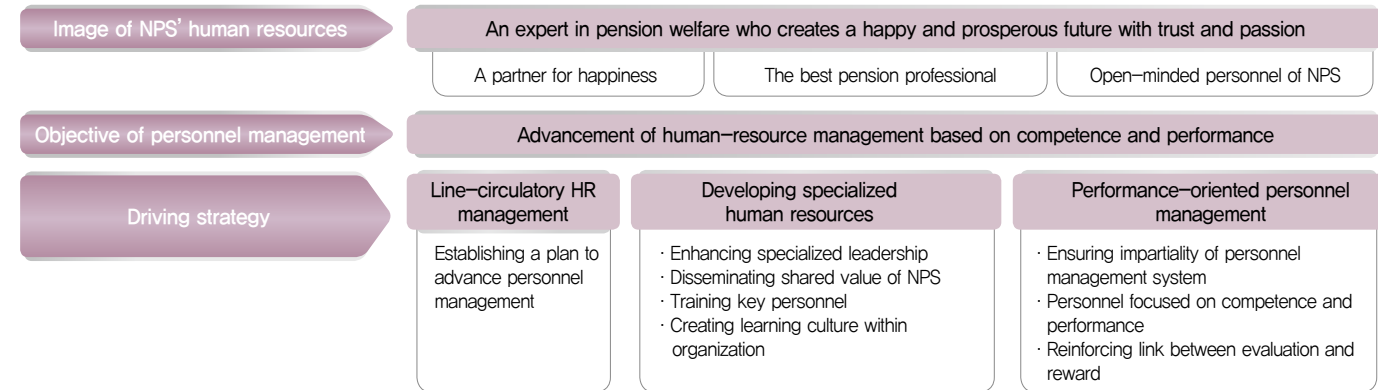 Image of NPS' human resources
An expert in pension welfare who creates a happy and prosperous future with trust and passion
A partner for happiness
The best pension professional
Open-minded personnel of NPS
Objective of personnel management
Advancement of human-resource management based on competence and performance
Driving strategy
Line-circulatory HR
management
Establishing a plan to
advance personnel
management
Developing specialized
human resources
· Enhancing specialized leadership
· Disseminating shared value of NPS
· Training key personnel
· Creating learning culture within
organization
Performance-oriented personnel
management
· Ensuring impartiality of personnel
management system
· Personnel focused on competence and
performance
· Reinforcing link between evaluation and
reward